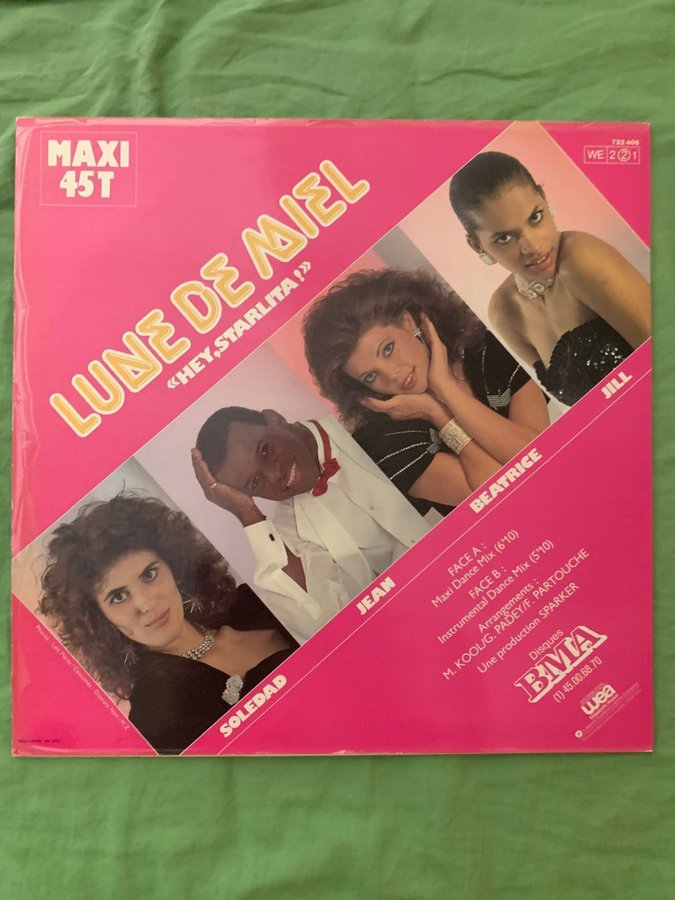 MAXI
45T
722 409
WE 2 2 1
LUNE DE MIEL
«HEY, STARLITA!»
JILL
BEATRICE
JEAN
SOLEDAD
FACE A :
Maxi Dance Mix (6'10)
FACE B :
Instrumental Dance Mix (5'10)
Arrangements :
M. KOOL/G. PADEY/F. PARTOUCHE
Une production SPARKER
Disques
BMA
(1) 45.00.68.70
wea